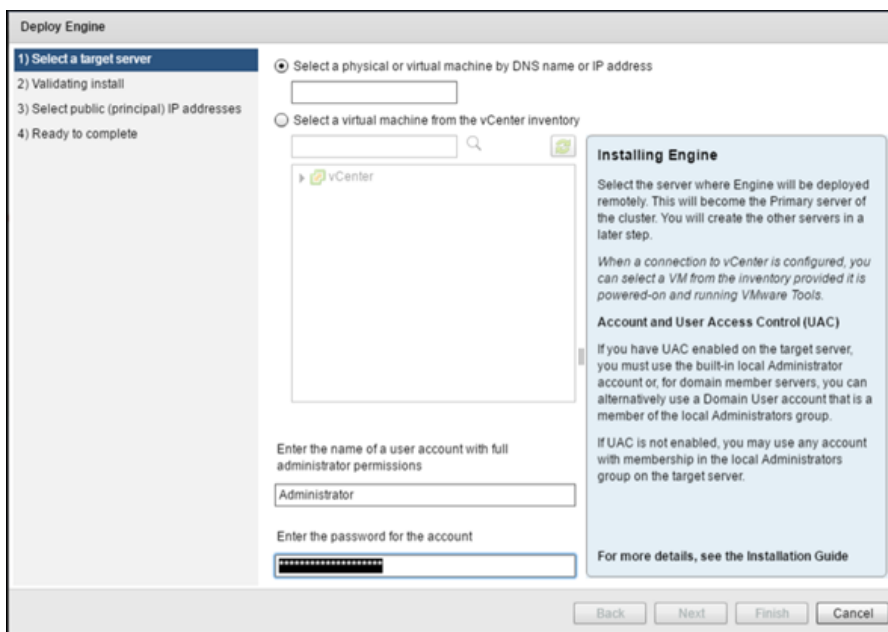 Deploy Engine
1) Select a target server
2) Validating install
3) Select public (principal) IP addresses
4) Ready to complete
Select a physical or virtual machine by DNS name or IP address
Select a virtual machine from the vCenter inventory
vCenter
Enter the name of a user account with full
administrator permissions
Administrator
Enter the password for the account
********************
Installing Engine
Select the server where Engine will be deployed
remotely. This will become the Primary server of
the cluster. You will create the other servers in a
later step.
When a connection to vCenter is configured, you
can select a VM from the inventory provided it is
powered-on and running VMware Tools.
Account and User Access Control (UAC)
If you have UAC enabled on the target server,
you must use the built-in local Administrator
account or, for domain member servers, you can
alternatively use a Domain User account that is a
member of the local Administrators group.
If UAC is not enabled, you may use any account
with membership in the local Administrators
group on the target server.
For more details, see the Installation Guide
Back
Next
Finish
Cancel